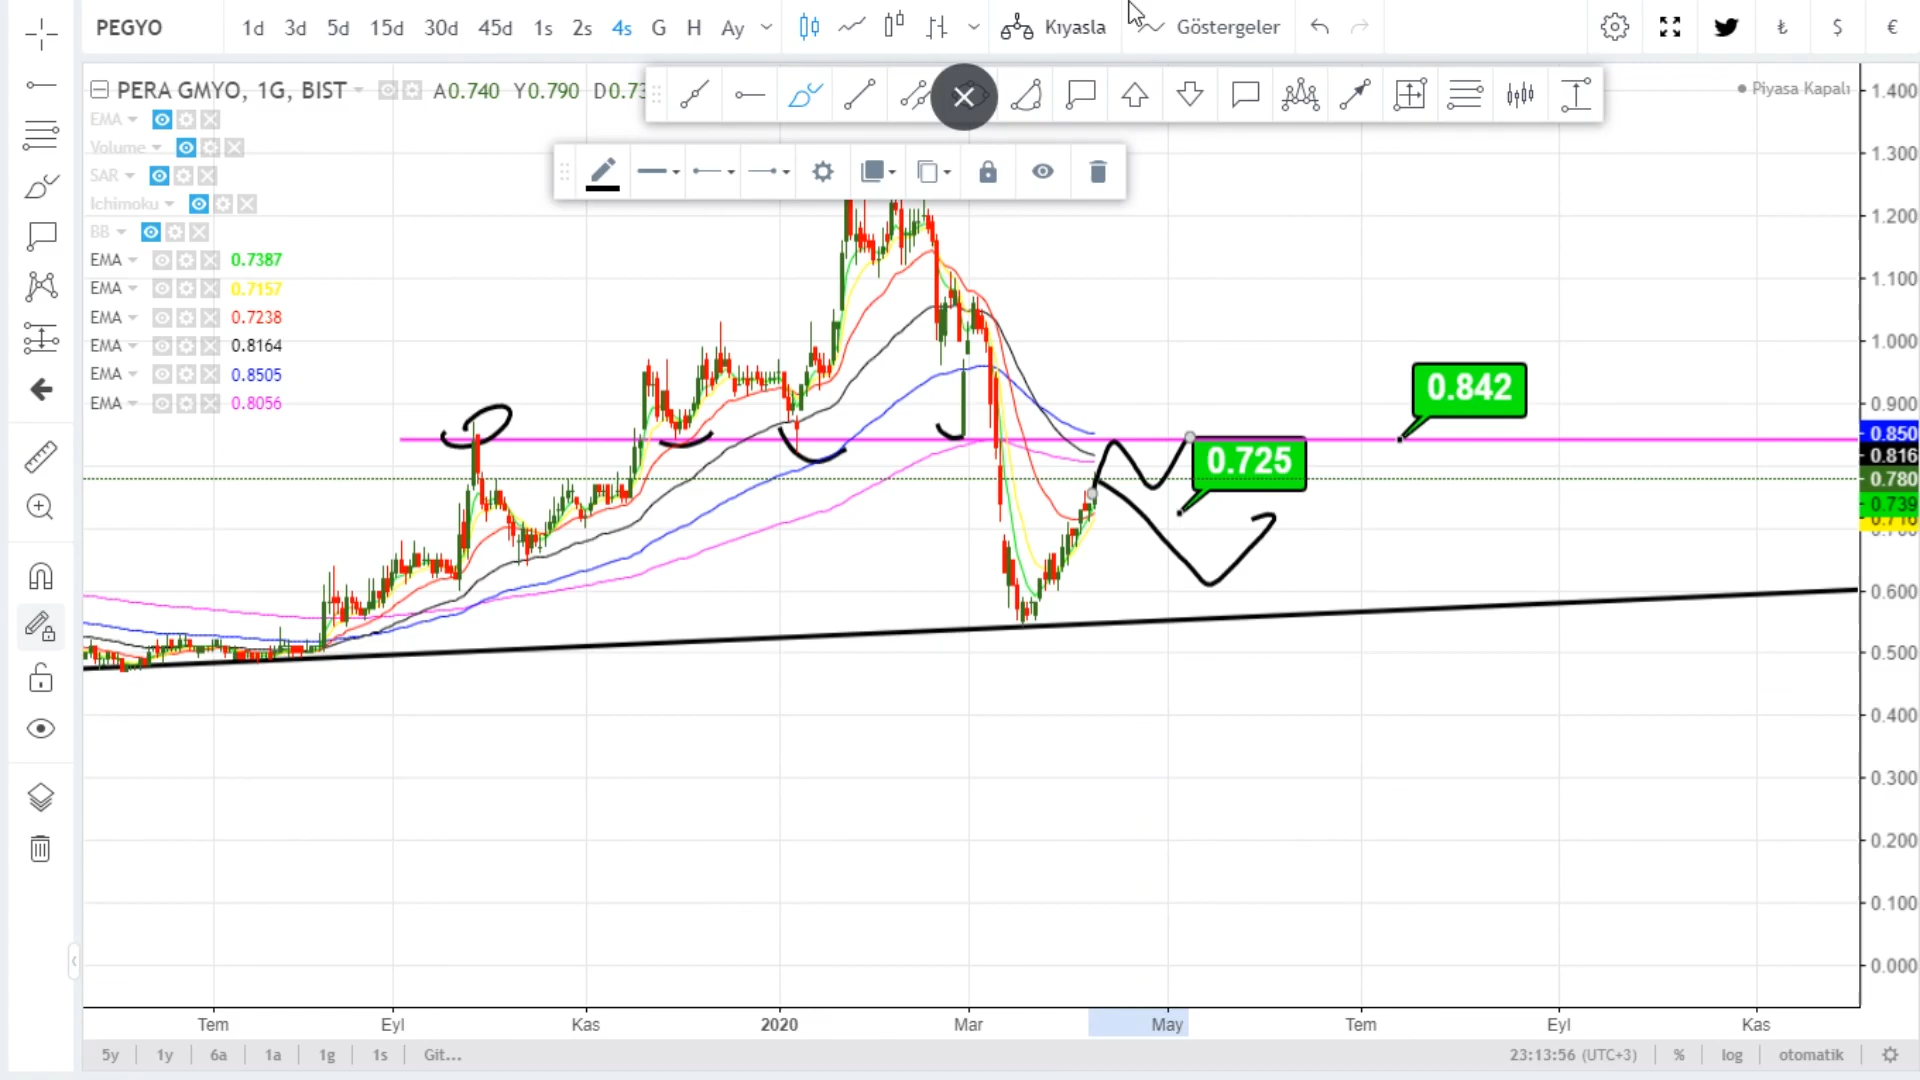 PEGYO 1d 3d 5d 15d 30d 45d 1s 2s 4s G H Ay Kıyasla Göstergeler ₺ $ €
PERA GMYO, 1G, BIST A0.740 Y0.790 D0.73
Piyasa Kapalı
EMA
Volume
SAR
Ichimoku
BB
EMA 0.7387
EMA 0.7157
EMA 0.7238
EMA 0.8164
EMA 0.8505
EMA 0.8056
0.842
0.725
1.400
1.300
1.200
1.100
1.000
0.900
0.850
0.816
0.780
0.739
0.600
0.500
0.400
0.300
0.200
0.100
0.000
Tem Eyl Kas 2020 Mar May Tem Eyl Kas
5y 1y 6a 1a 1g 1s Git... 23:13:56 (UTC+3) % log otomatik